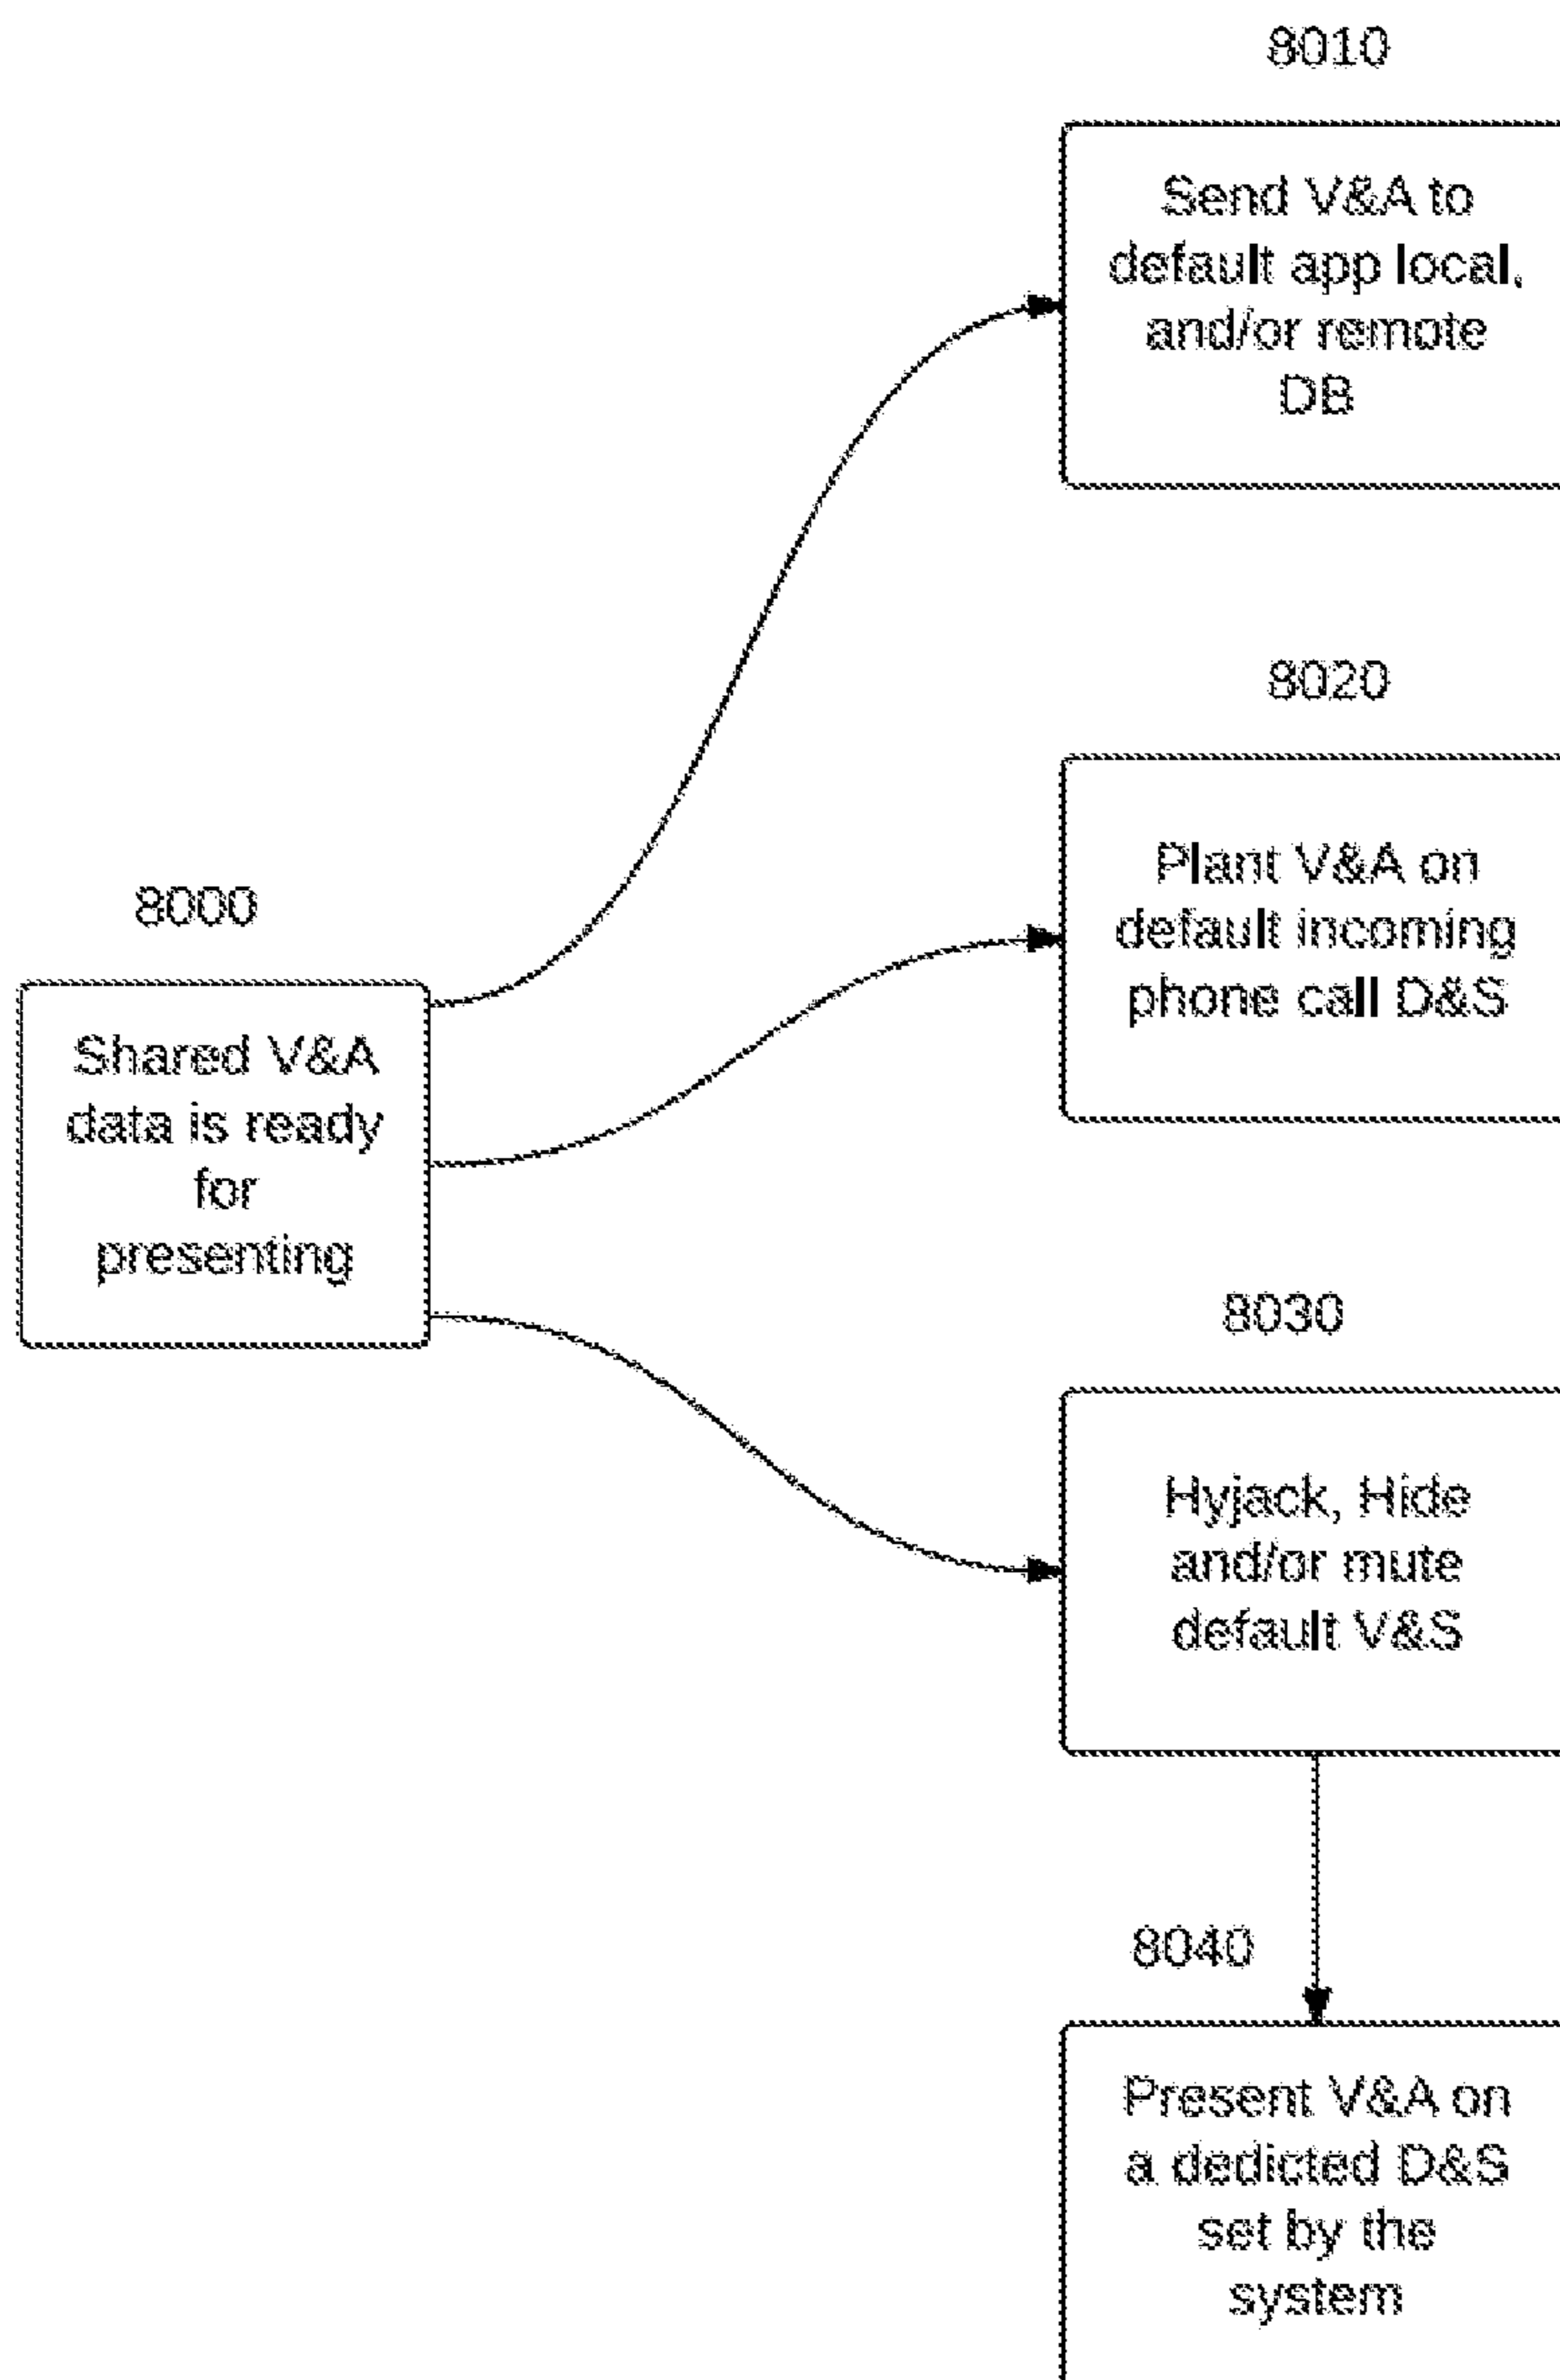 8010
Send V&A to
default app local,
and/or remote
DB
8020
Plant V&A on
default incoming
phone call D&S
8000
Shared V&A
data is ready
for
presenting
8030
Hyjack, Hide
and/or mute
default V&S
8040
Present V&A on
a dedicted D&S
set by the
system